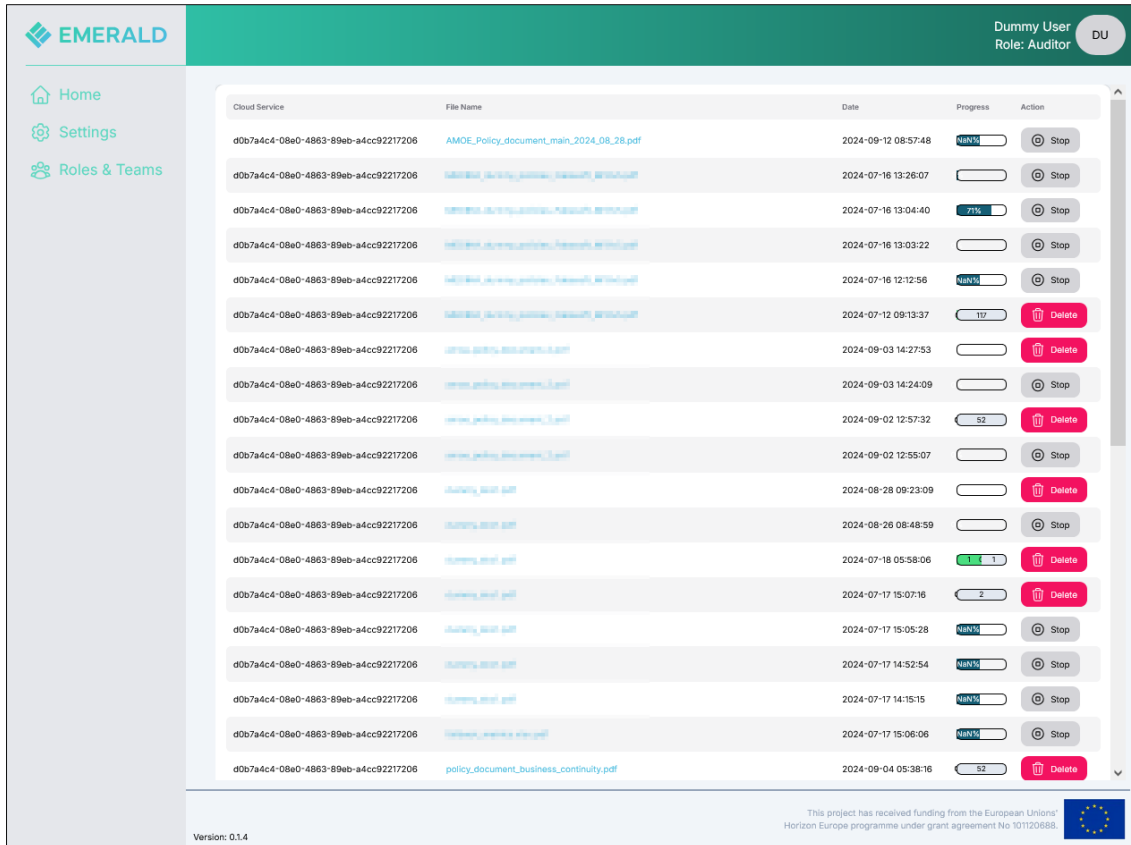 EMERALD
Dummy User
Role: Auditor
DU
Home
Settings
Roles & Teams
Cloud Service File Name Date Progress Action
d0b7a4c4-08e0-4863-89eb-a4cc92217206 AMOE_Policy_document_main_2024_08_28.pdf 2024-09-12 08:57:48 NaN% Stop
d0b7a4c4-08e0-4863-89eb-a4cc92217206 2024-07-16 13:26:07 Stop
d0b7a4c4-08e0-4863-89eb-a4cc92217206 2024-07-16 13:04:40 71% Stop
d0b7a4c4-08e0-4863-89eb-a4cc92217206 2024-07-16 13:03:22 Stop
d0b7a4c4-08e0-4863-89eb-a4cc92217206 2024-07-16 12:12:56 NaN% Stop
d0b7a4c4-08e0-4863-89eb-a4cc92217206 2024-07-12 09:13:37 117 Delete
d0b7a4c4-08e0-4863-89eb-a4cc92217206 2024-09-03 14:27:53 Delete
d0b7a4c4-08e0-4863-89eb-a4cc92217206 2024-09-03 14:24:09 Stop
d0b7a4c4-08e0-4863-89eb-a4cc92217206 2024-09-02 12:57:32 52 Delete
d0b7a4c4-08e0-4863-89eb-a4cc92217206 2024-09-02 12:55:07 Stop
d0b7a4c4-08e0-4863-89eb-a4cc92217206 2024-08-28 09:23:09 Delete
d0b7a4c4-08e0-4863-89eb-a4cc92217206 2024-08-26 08:48:59 Stop
d0b7a4c4-08e0-4863-89eb-a4cc92217206 2024-07-18 05:58:06 1 1 Delete
d0b7a4c4-08e0-4863-89eb-a4cc92217206 2024-07-17 15:07:16 2 Delete
d0b7a4c4-08e0-4863-89eb-a4cc92217206 2024-07-17 15:05:28 NaN% Stop
d0b7a4c4-08e0-4863-89eb-a4cc92217206 2024-07-17 14:52:54 NaN% Stop
d0b7a4c4-08e0-4863-89eb-a4cc92217206 2024-07-17 14:15:15 NaN% Stop
d0b7a4c4-08e0-4863-89eb-a4cc92217206 2024-07-17 15:06:06 NaN% Stop
d0b7a4c4-08e0-4863-89eb-a4cc92217206 policy_document_business_continuity.pdf 2024-09-04 05:38:16 52 Delete
This project has received funding from the European Unions'
Horizon Europe programme under grant agreement No 101120688.
Version: 0.1.4